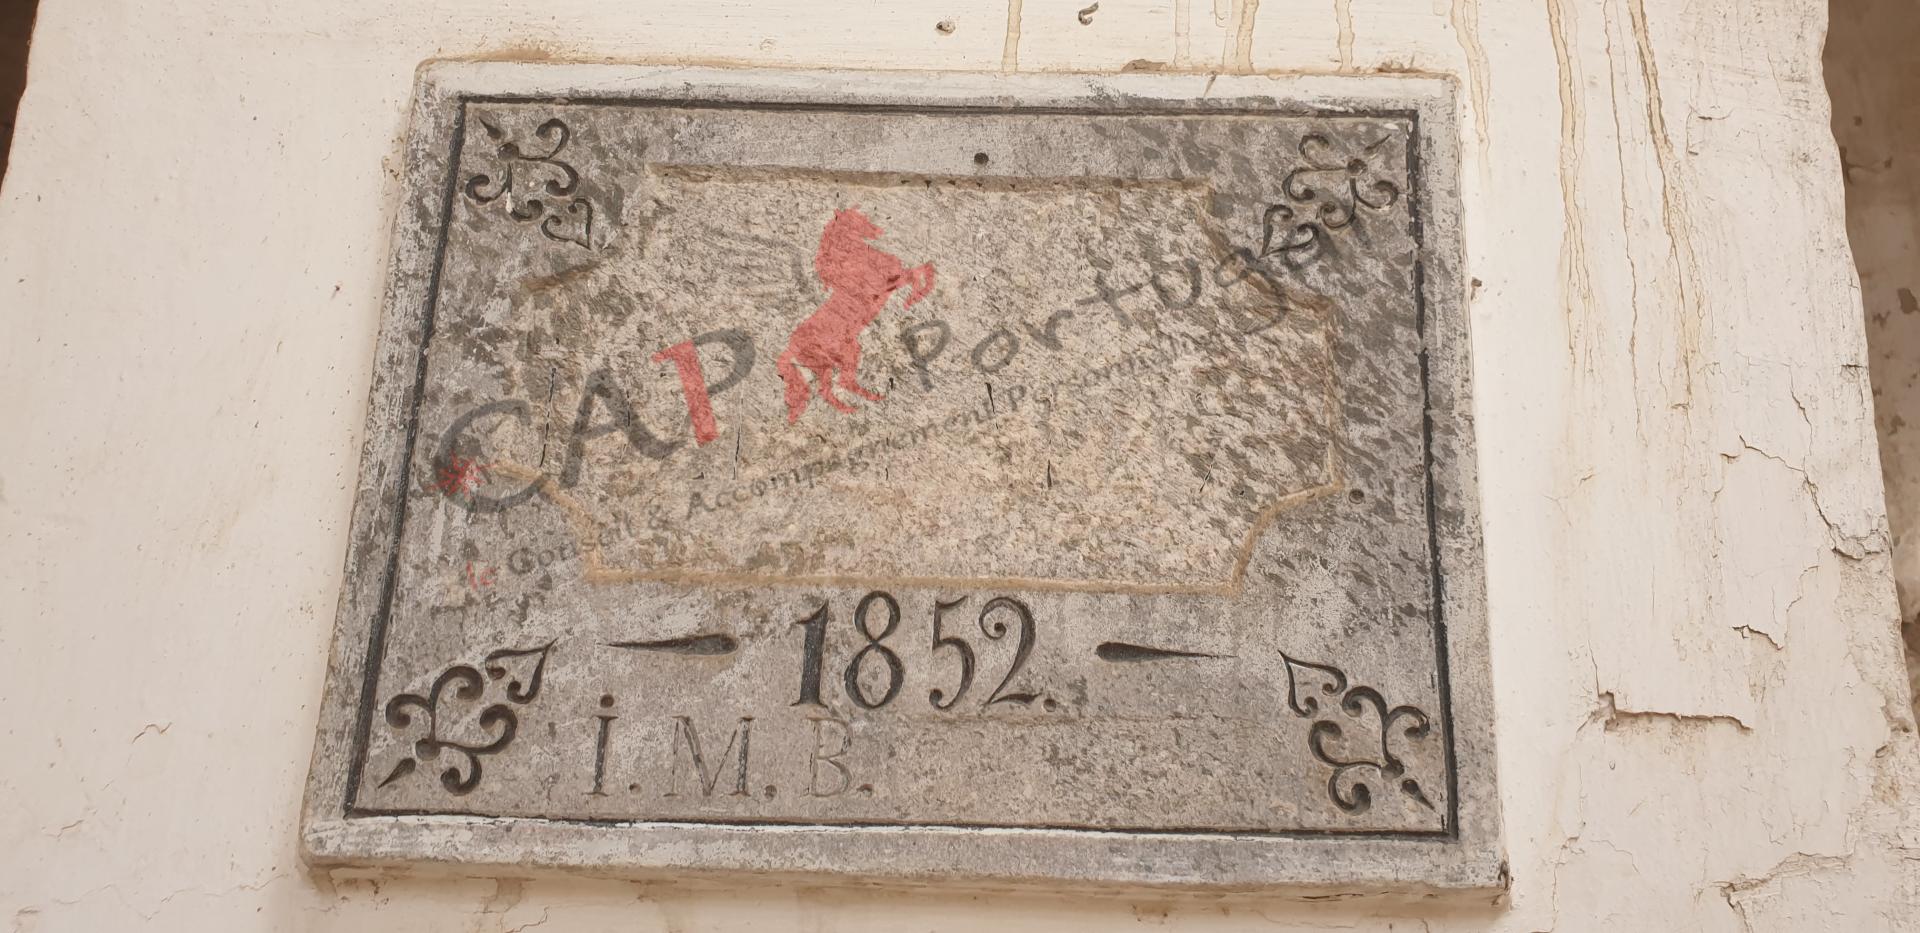 CAP Portugal
le Conseil & Accompagnement Personnalisé
1852.
I. M. B.